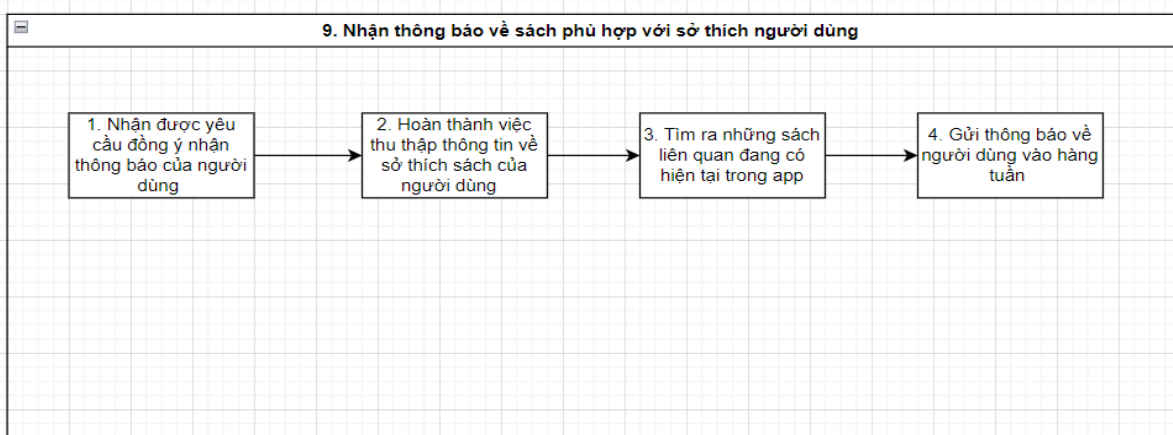 9. Nhận thông báo về sách phù hợp với sở thích người dùng
1. Nhận được yêu
cầu đồng ý nhận
thông báo của người
dùng
2. Hoàn thành việc
thu thập thông tin về
sở thích sách của
người dùng
3. Tìm ra những sách
liên quan đang có
hiện tại trong app
4. Gửi thông báo về
người dùng vào hàng
tuần